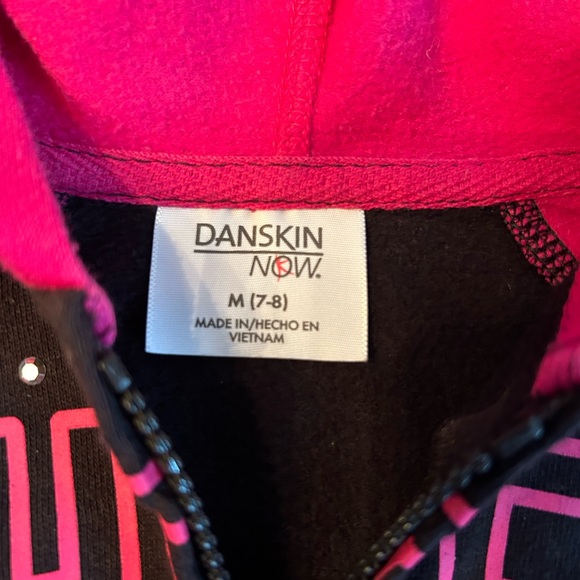 DANSKIN
NOW.
M (7-8)
MADE IN/HECHO EN
VIETNAM